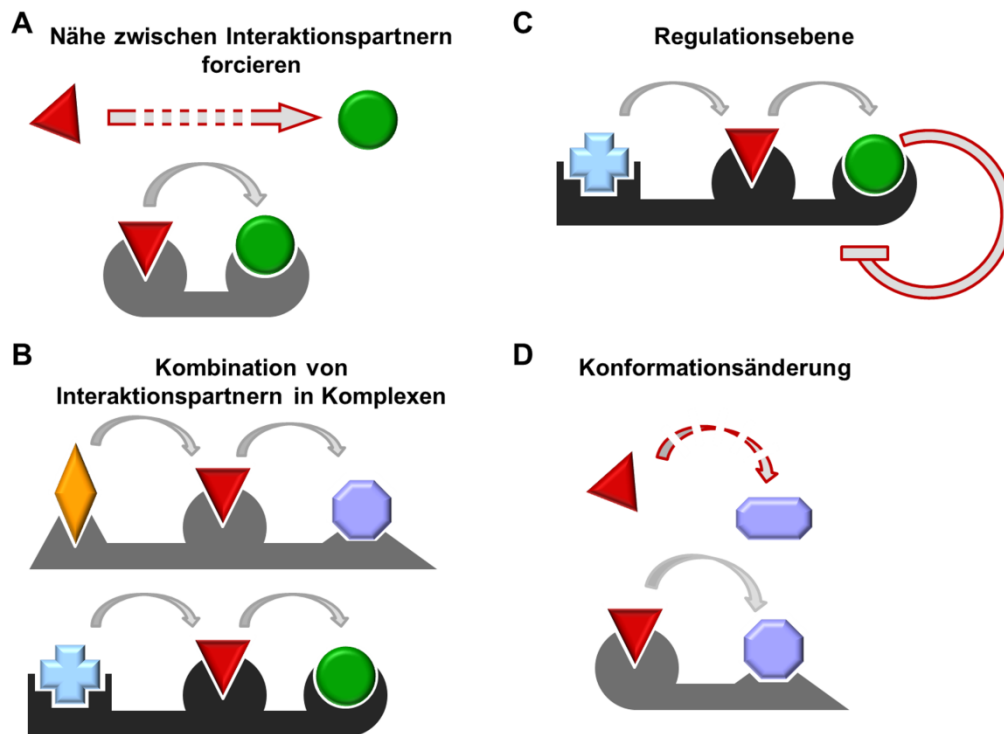 A
Nähe zwischen Interaktionspartnern
forcieren
B
Kombination von
Interaktionspartnern in Komplexen
C
Regulationsebene
D
Konformationsänderung